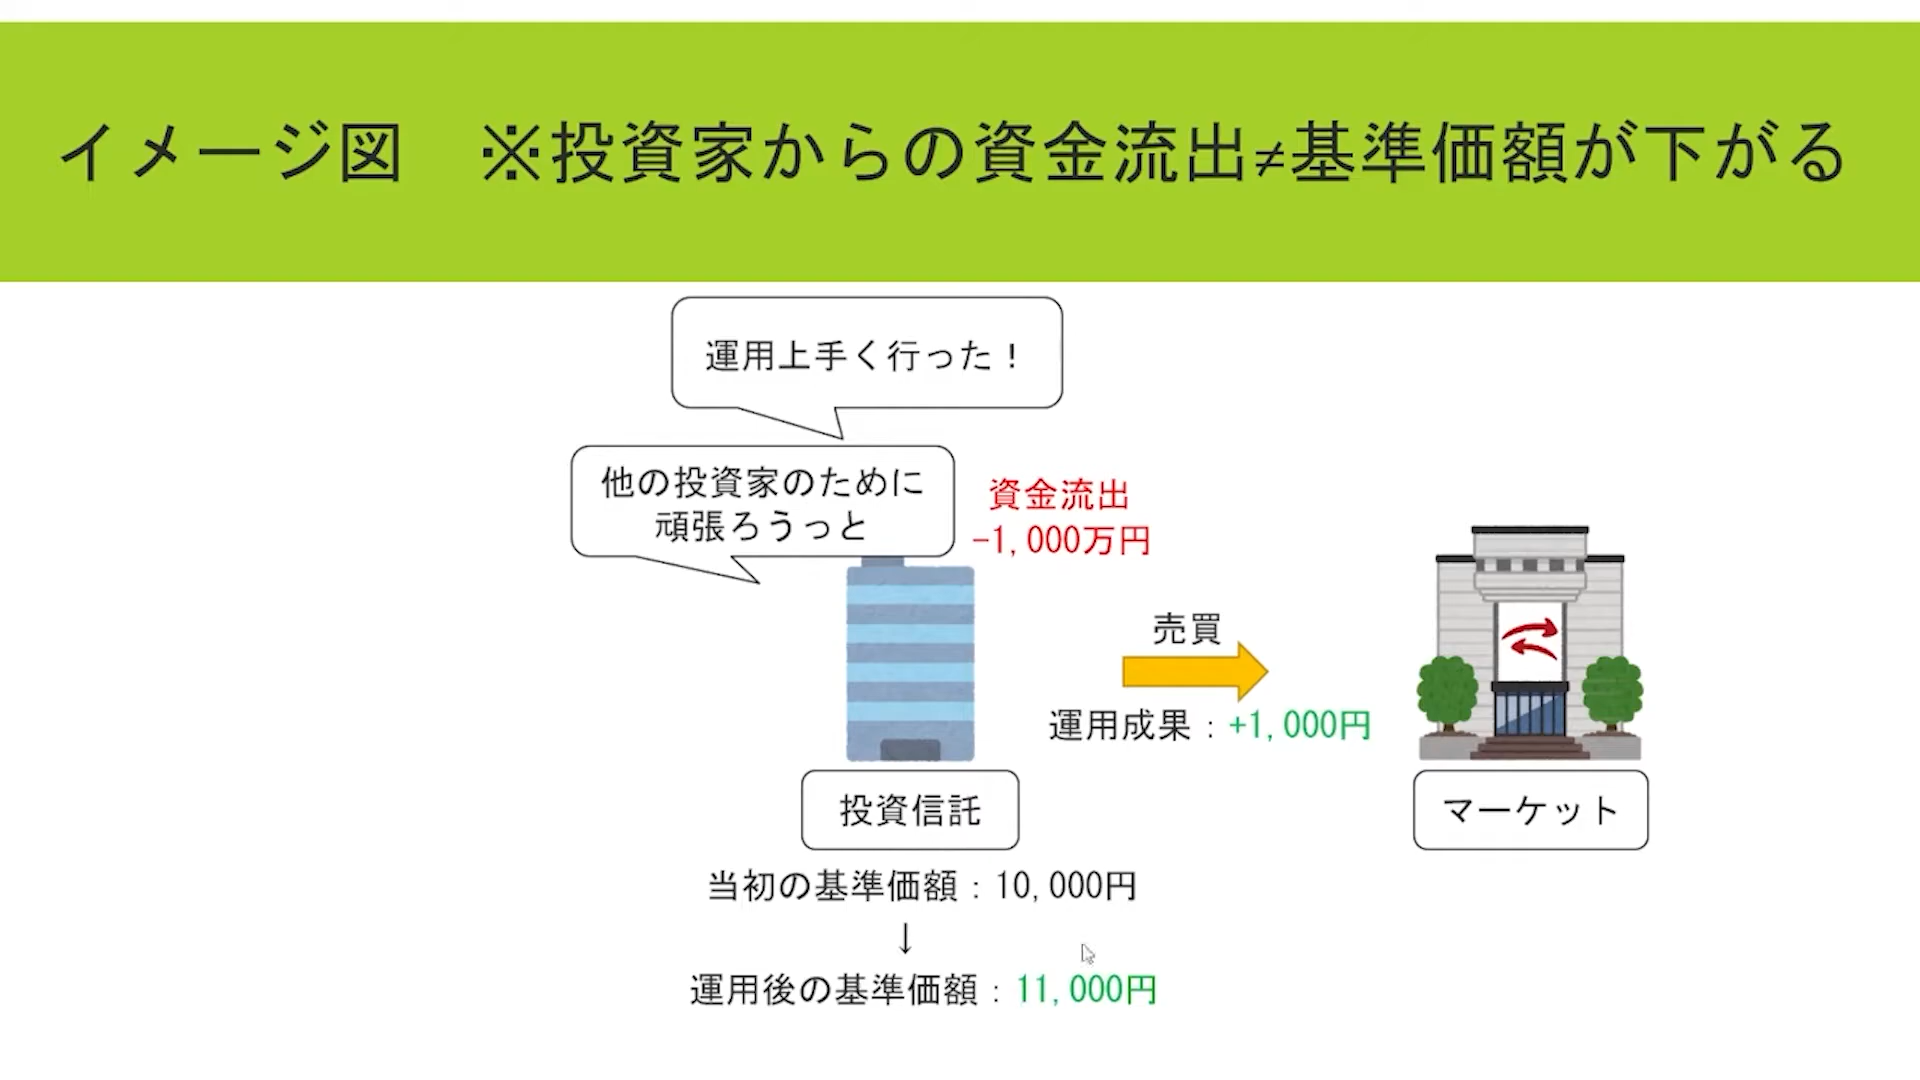 イメージ図　※投資家からの資金流出≠基準価額が下がる
運用上手く行った！
他の投資家のために
頑張ろうっと
資金流出
-1,000万円
売買
運用成果：+1,000円
投資信託
マーケット
当初の基準価額：10,000円
↓
運用後の基準価額：11,000円